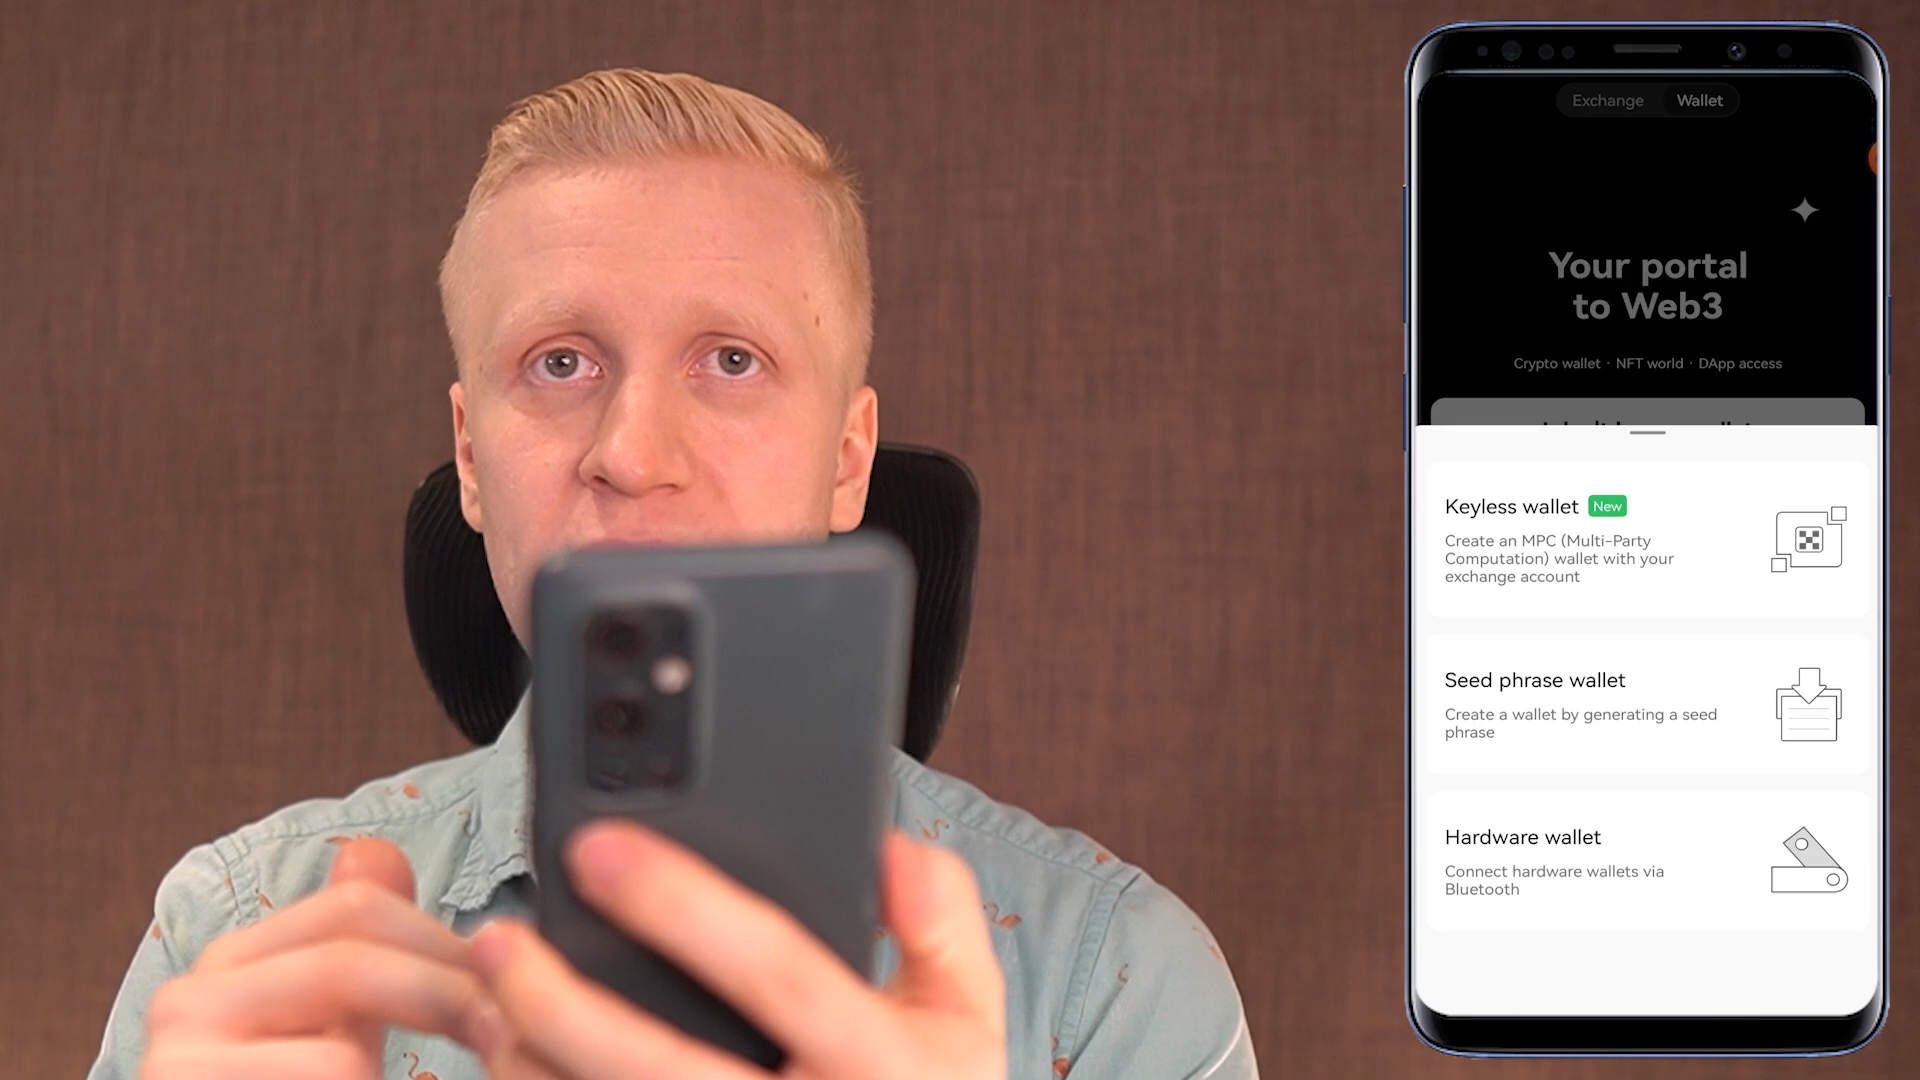 Exchange Wallet
Your portal
to Web3
Crypto wallet · NFT world · DApp access
Keyless wallet New
Create an MPC (Multi-Party
Computation) wallet with your
exchange account
Seed phrase wallet
Create a wallet by generating a seed
phrase
Hardware wallet
Connect hardware wallets via
Bluetooth